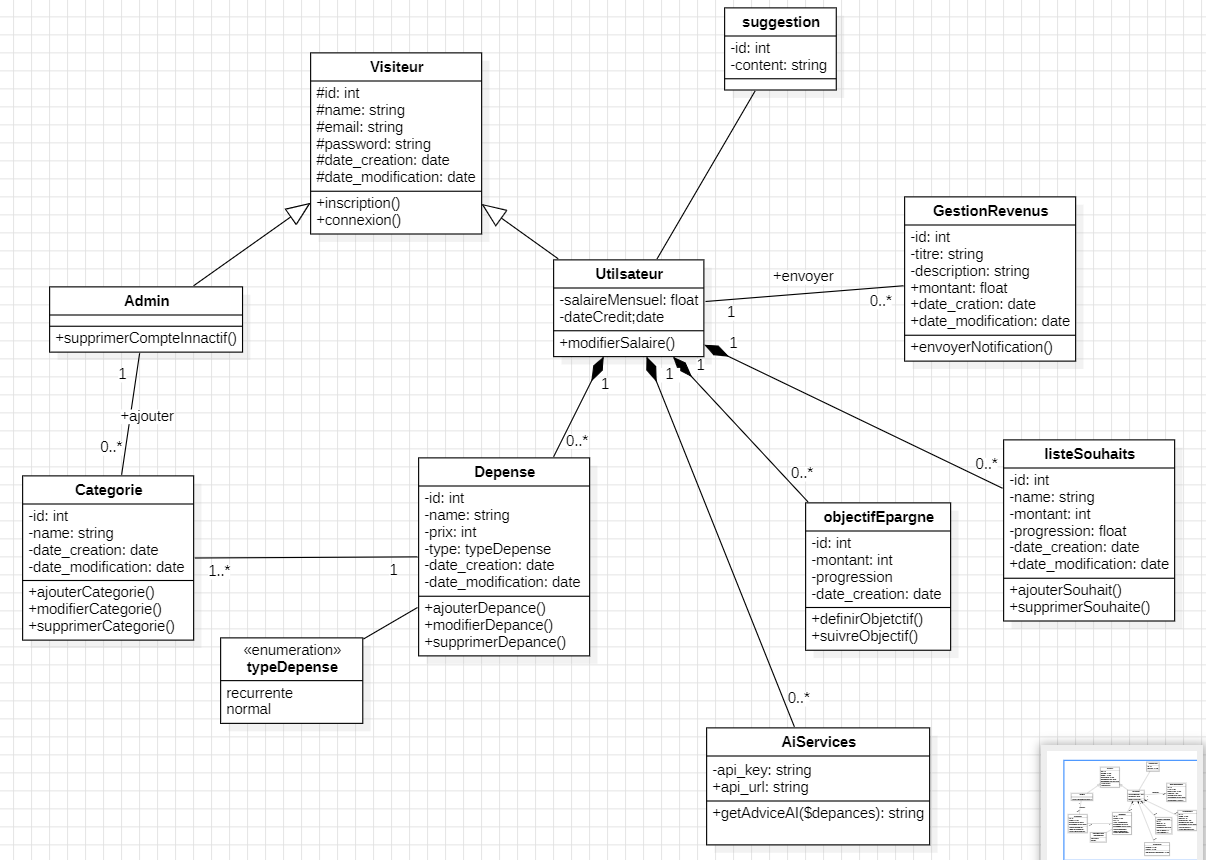 suggestion
-id: int
-content: string
Visiteur
#id: int
#name: string
#email: string
#password: string
#date_creation: date
#date_modification: date
+inscription()
+connexion()
GestionRevenus
-id: int
-titre: string
-description: string
+montant: float
+date_cration: date
+date_modification: date
+envoyerNotification()
Utilsateur
-salaireMensuel: float
-dateCredit;date
+modifierSalaire()
+envoyer
1
0..*
Admin
+supprimerCompteInnactif()
1
+ajouter
0..*
1
1
1
1
0..*
0..*
0..*
0..*
Categorie
-id: int
-name: string
-date_creation: date
-date_modification: date
+ajouterCategorie()
+modifierCategorie()
+supprimerCategorie()
1..*
1
Depense
-id: int
-name: string
-prix: int
-type: typeDepense
-date_creation: date
-date_modification: date
+ajouterDepance()
+modifierDepance()
+supprimerDepance()
«enumeration»
typeDepense
recurrente
normal
objectifEpargne
-id: int
-montant: int
-progression
-date_creation: date
+definirObjetctif()
+suivreObjectif()
listeSouhaits
-id: int
-name: string
-montant: int
-progression: float
-date_creation: date
+date_modification: date
+ajouterSouhait()
+supprimerSouhaite()
AiServices
-api_key: string
+api_url: string
+getAdviceAI($depances): string